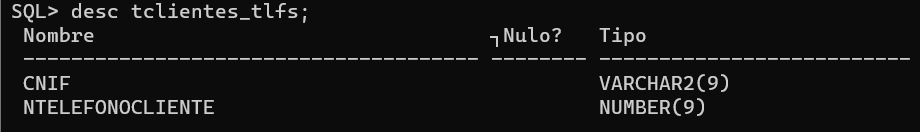 SQL> desc tclientes_tlfs;
Nombre ┐Nulo? Tipo
----------------------------------------- -------- ----------------------------
CNIF VARCHAR2(9)
NTELEFONOCLIENTE NUMBER(9)